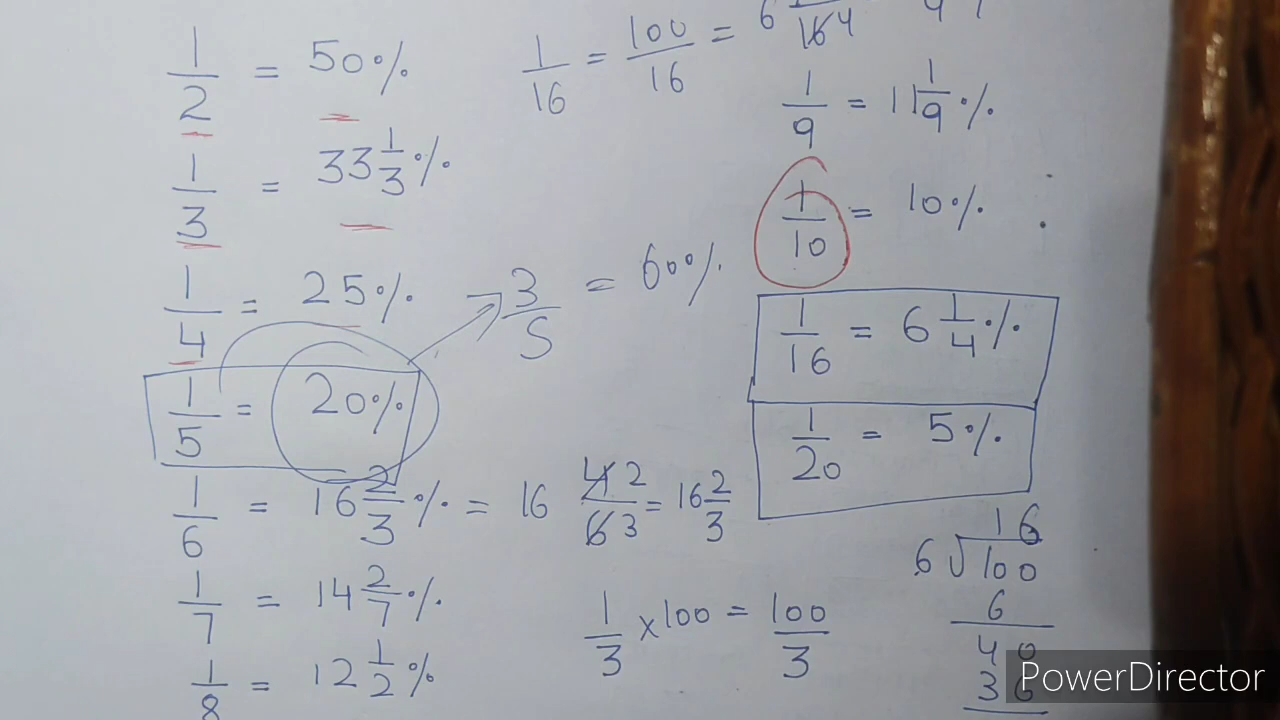 1/2 = 50%
1/3 = 33 1/3 %
1/4 = 25%
3/5 = 60%
1/5 = 20%
1/6 = 16 2/3 % = 16 4 2/6 3 = 16 2/3
1/7 = 14 2/7 %
1/8 = 12 1/2 %
1/16 = 100/16 = 6 /16 4
1/9 = 11 1/9 %
1/10 = 10%
1/16 = 6 1/4 %
1/20 = 5%
1/3 × 100 = 100/3
16
6 √100
6
40
36
PowerDirector